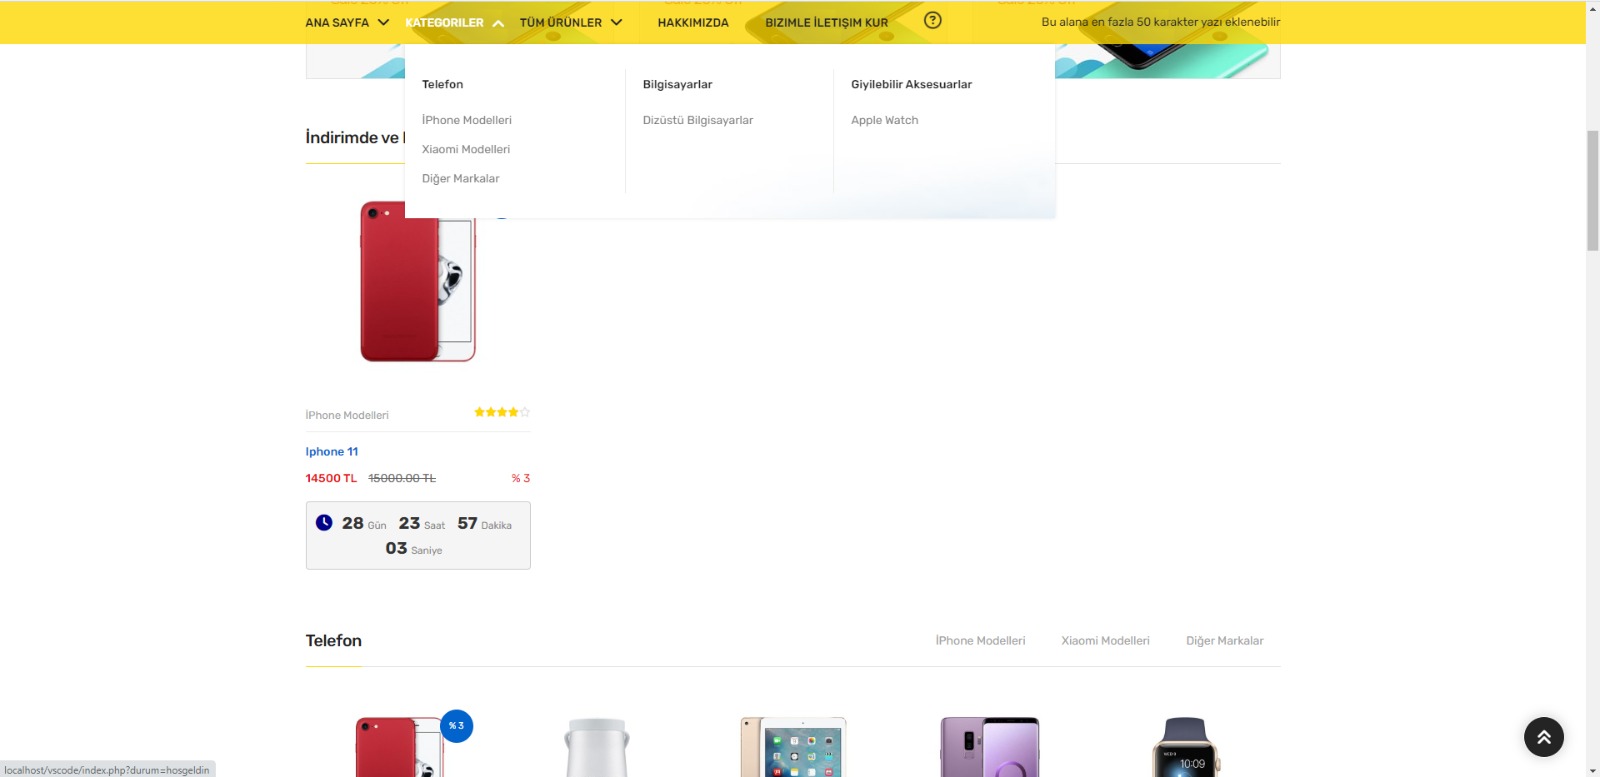 ANA SAYFA KATEGORILER TÜM ÜRÜNLER HAKKIMIZDA BIZIMLE İLETIŞIM KUR ? Bu alana en fazla 50 karakter yazı eklenebilir
Telefon
İPhone Modelleri
Xiaomi Modelleri
Diğer Markalar
Bilgisayarlar
Dizüstü Bilgisayarlar
Giyilebilir Aksesuarlar
Apple Watch
İndirimde ve
İPhone Modelleri
Iphone 11
14500 TL 15000.00 TL % 3
28 Gün 23 Saat 57 Dakika
03 Saniye
Telefon İPhone Modelleri Xiaomi Modelleri Diğer Markalar
% 3
10:09
localhost/vscode/index.php?durum=hosgeldin